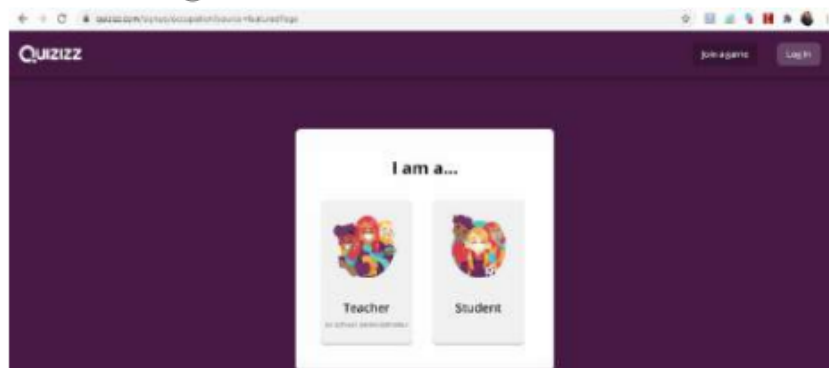 Quizizz
Join a game
Log in
I am a...
Teacher
Student